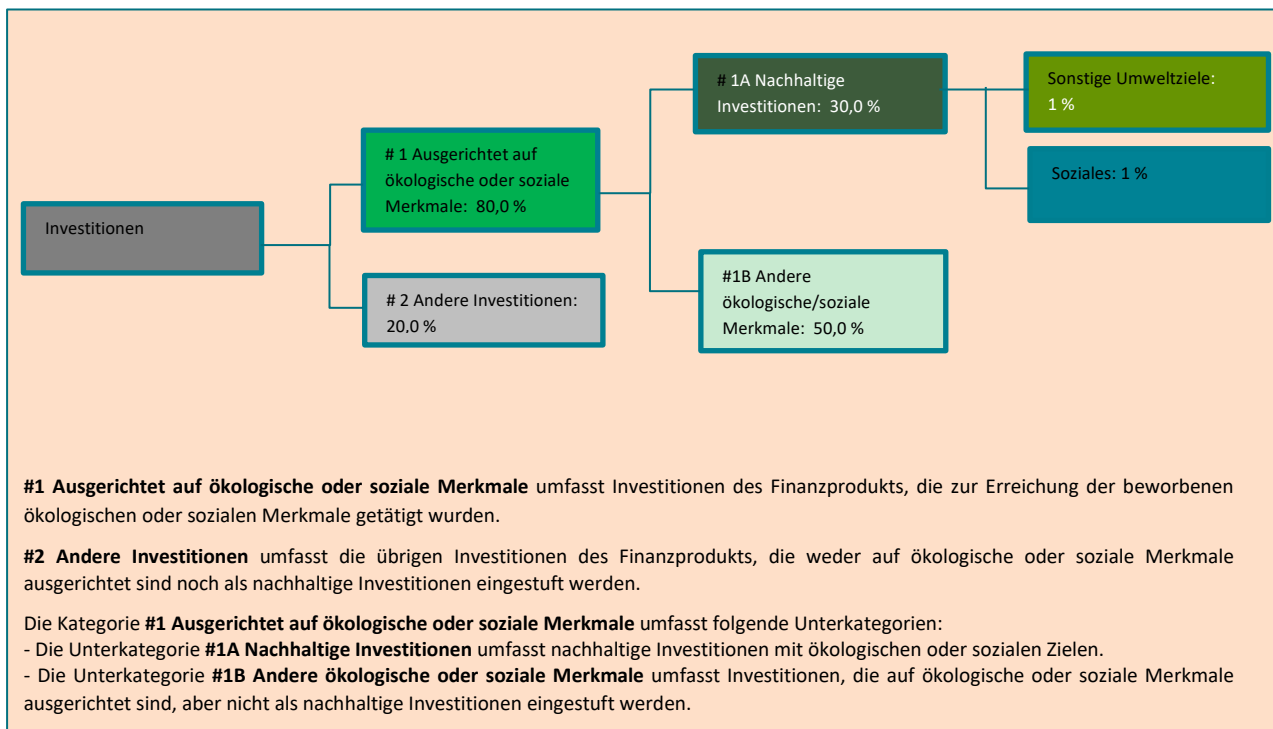 # 1A Nachhaltige
Investitionen: 30,0 %
Sonstige Umweltziele:
1 %
# 1 Ausgerichtet auf
ökologische oder soziale
Merkmale: 80,0 %
Soziales: 1 %
Investitionen
#1B Andere
ökologische/soziale
Merkmale: 50,0 %
# 2 Andere Investitionen:
20,0 %
#1 Ausgerichtet auf ökologische oder soziale Merkmale umfasst Investitionen des Finanzprodukts, die zur Erreichung der beworbenen
ökologischen oder sozialen Merkmale getätigt wurden.
#2 Andere Investitionen umfasst die übrigen Investitionen des Finanzprodukts, die weder auf ökologische oder soziale Merkmale
ausgerichtet sind noch als nachhaltige Investitionen eingestuft werden.
Die Kategorie #1 Ausgerichtet auf ökologische oder soziale Merkmale umfasst folgende Unterkategorien:
- Die Unterkategorie #1A Nachhaltige Investitionen umfasst nachhaltige Investitionen mit ökologischen oder sozialen Zielen.
- Die Unterkategorie #1B Andere ökologische oder soziale Merkmale umfasst Investitionen, die auf ökologische oder soziale Merkmale
ausgerichtet sind, aber nicht als nachhaltige Investitionen eingestuft werden.